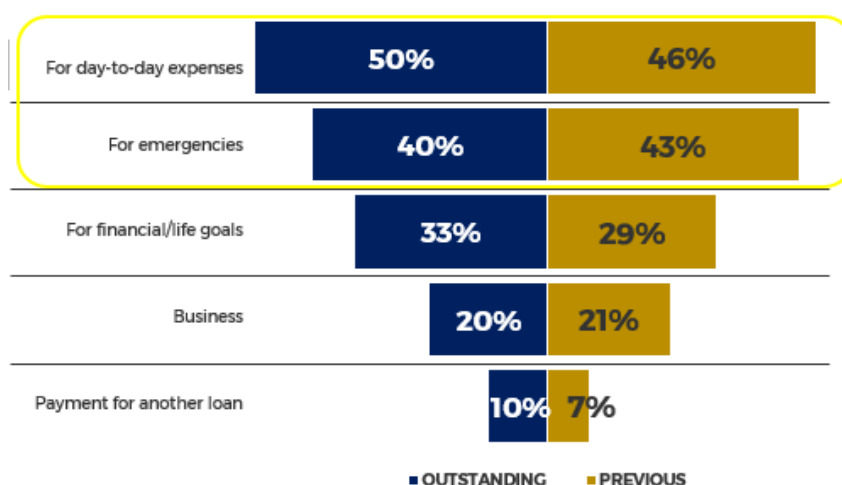 For day-to-day expenses 50% 46%
For emergencies 40% 43%
For financial/life goals 33% 29%
Business 20% 21%
Payment for another loan 10% 7%
OUTSTANDING PREVIOUS